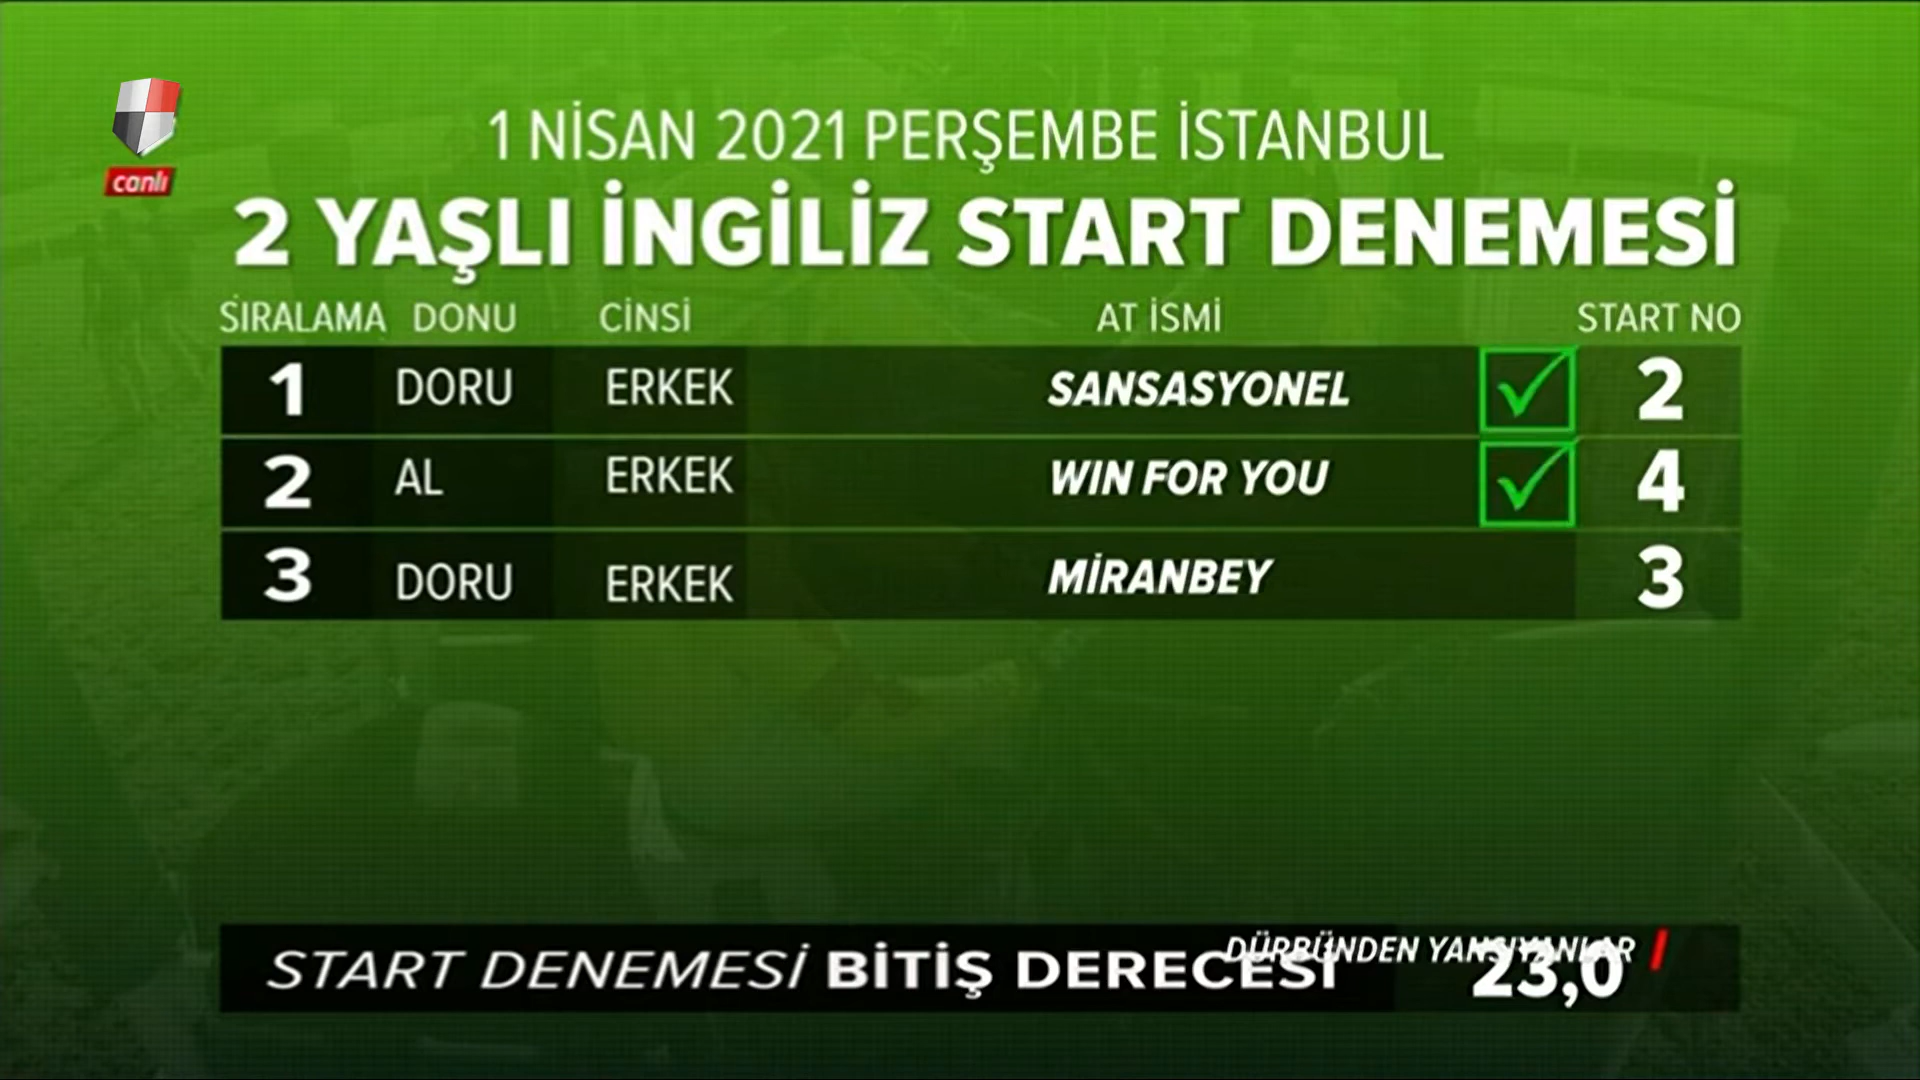 canlı
1 NİSAN 2021 PERŞEMBE İSTANBUL
2 YAŞLI İNGİLİZ START DENEMESİ
SIRALAMA DONU CİNSİ AT İSMİ START NO
1 DORU ERKEK SANSASYONEL 2
2 AL ERKEK WIN FOR YOU 4
3 DORU ERKEK MİRANBEY 3
DÜRBÜNDEN YANSIYANLAR
START DENEMESİ BİTİŞ DERECESİ 23,0